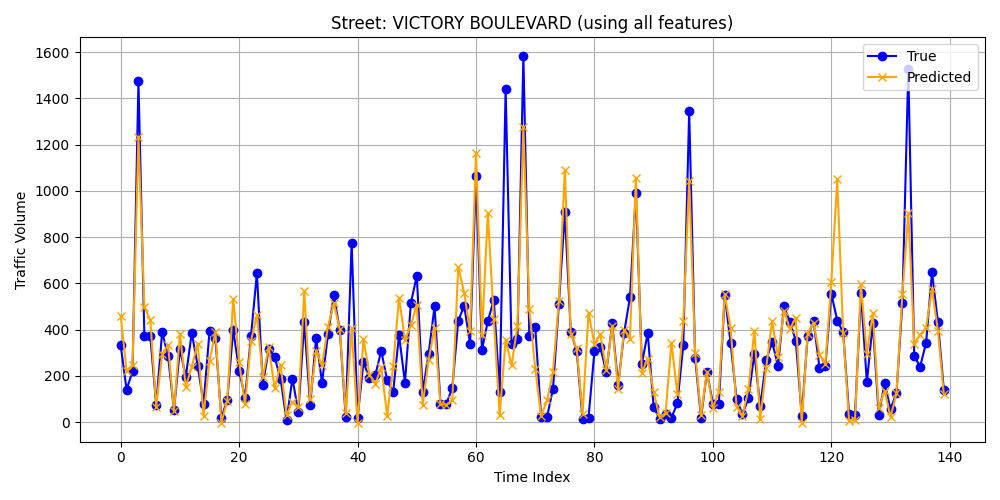 Street: VICTORY BOULEVARD (using all features)
True
Predicted
Traffic Volume
1600
1400
1200
1000
800
600
400
200
0
0 20 40 60 80 100 120 140
Time Index